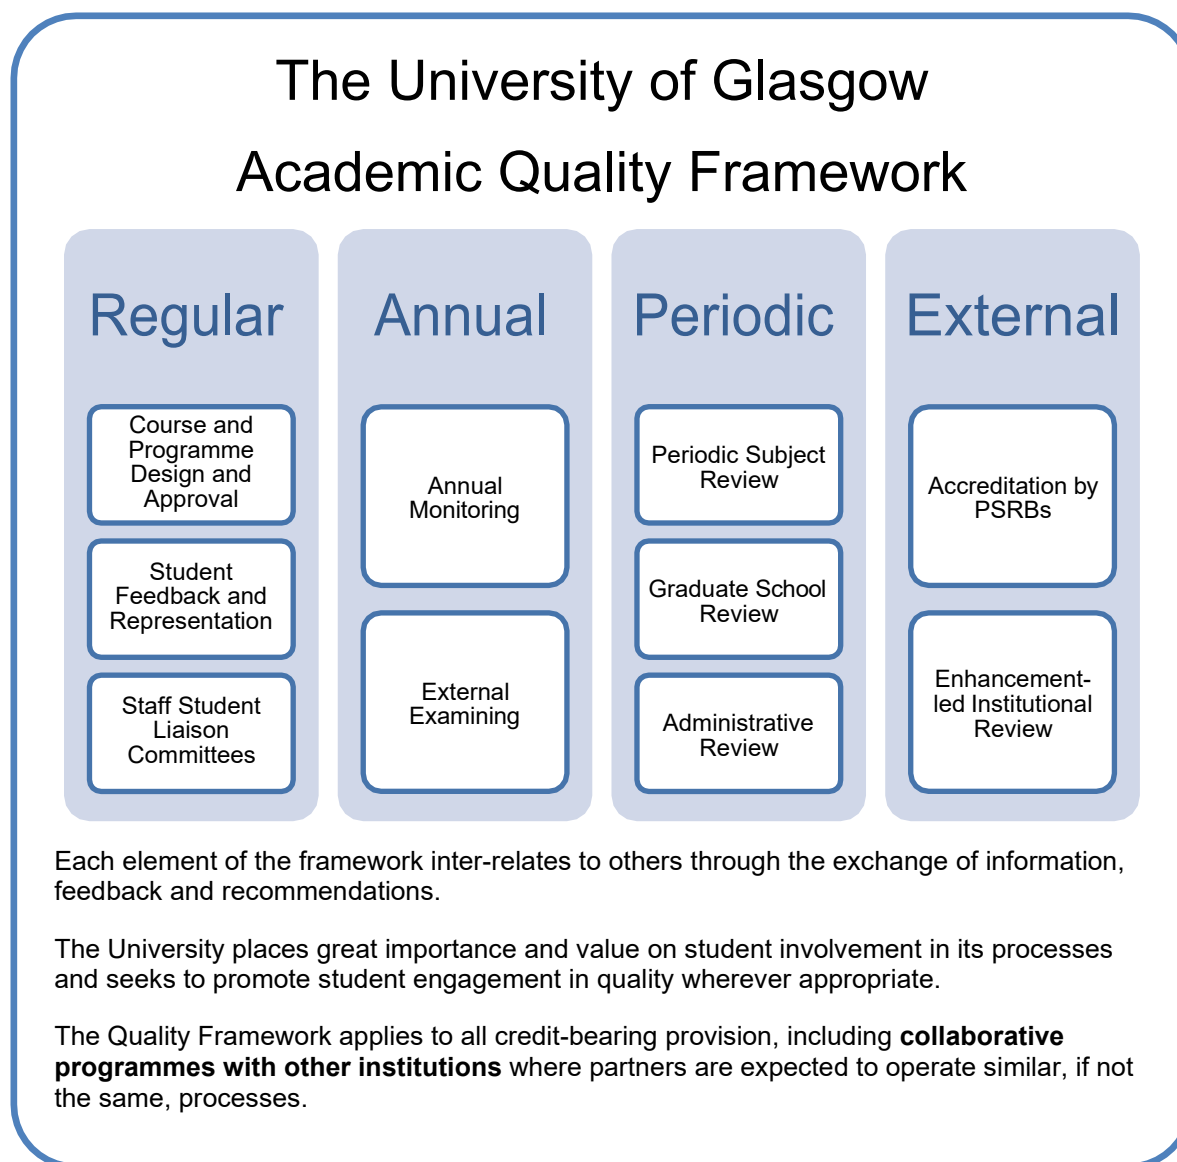 The University of Glasgow
Academic Quality Framework
Regular
Course and
Programme
Design and
Approval
Student
Feedback and
Representation
Staff Student
Liaison
Committees
Annual
Annual
Monitoring
External
Examining
Periodic
Periodic Subject
Review
Graduate School
Review
Administrative
Review
External
Accreditation by
PSRBs
Enhancement-
led Institutional
Review
Each element of the framework inter-relates to others through the exchange of information,
feedback and recommendations.
The University places great importance and value on student involvement in its processes
and seeks to promote student engagement in quality wherever appropriate.
The Quality Framework applies to all credit-bearing provision, including collaborative
programmes with other institutions where partners are expected to operate similar, if not
the same, processes.